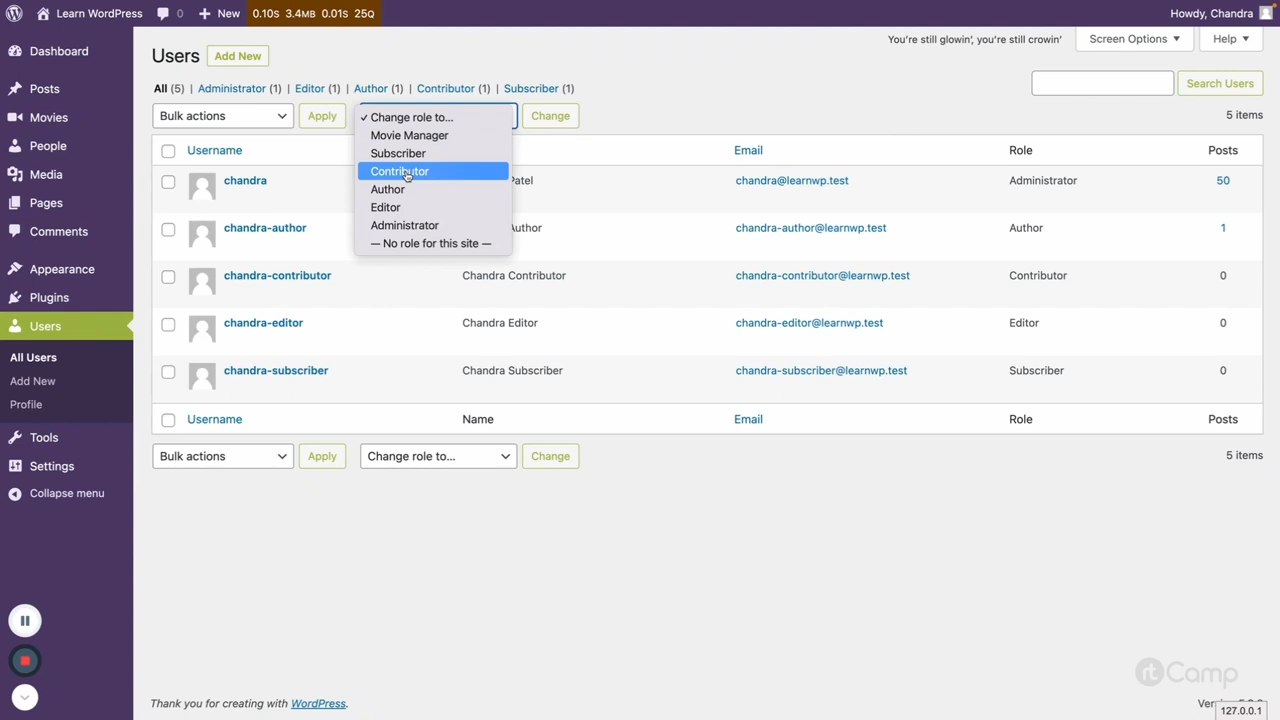 Learn WordPress 0 New 0.10S 3.4MB 0.01S 25Q Howdy, Chandra
Dashboard
Posts
Movies
People
Media
Pages
Comments
Appearance
Plugins
Users
All Users
Add New
Profile
Tools
Settings
Collapse menu
You're still glowin', you're still crowin' Screen Options Help
Users Add New
All (5) | Administrator (1) | Editor (1) | Author (1) | Contributor (1) | Subscriber (1)
Search Users
Bulk actions Apply Change 5 items
✓ Change role to...
Movie Manager
Subscriber
Contributor
Author
Editor
Administrator
— No role for this site —
Username Email Role Posts
chandra Patel chandra@learnwp.test Administrator 50
chandra-author chandra-author@learnwp.test Author 1
chandra-contributor Chandra Contributor chandra-contributor@learnwp.test Contributor 0
chandra-editor Chandra Editor chandra-editor@learnwp.test Editor 0
chandra-subscriber Chandra Subscriber chandra-subscriber@learnwp.test Subscriber 0
Username Name Email Role Posts
Bulk actions Apply Change role to... Change 5 items
rtCamp
Thank you for creating with WordPress.
127.0.0.1